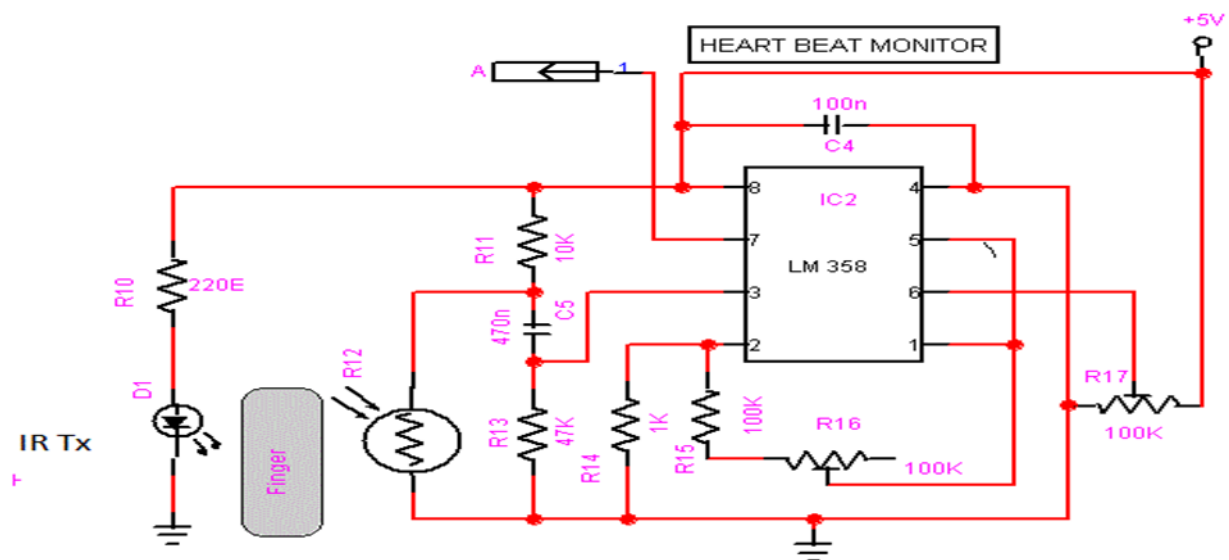 +5V
HEART BEAT MONITOR
A
1
100n
C4
8
4
IC2
R11
10K
7
5
LM 358
R10
220E
3
6
470n
C5
2
1
R12
R17
100K
D1
R13
47K
R14
1K
R15
100K
R16
100K
IR Tx
Finger